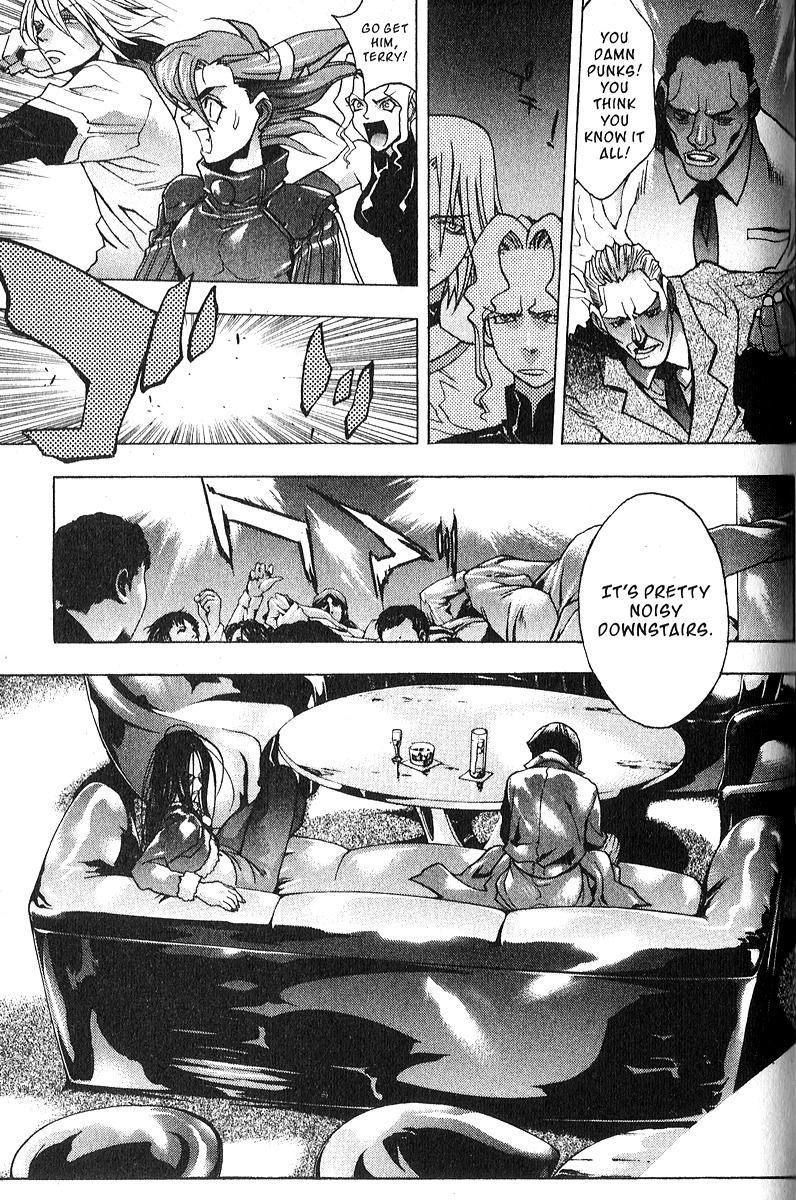 YOU
DAMN
PUNKS!
YOU
THINK
YOU
KNOW IT
ALL!
GO GET
HIM,
TERRY!
IT'S PRETTY
NOISY
DOWNSTAIRS.